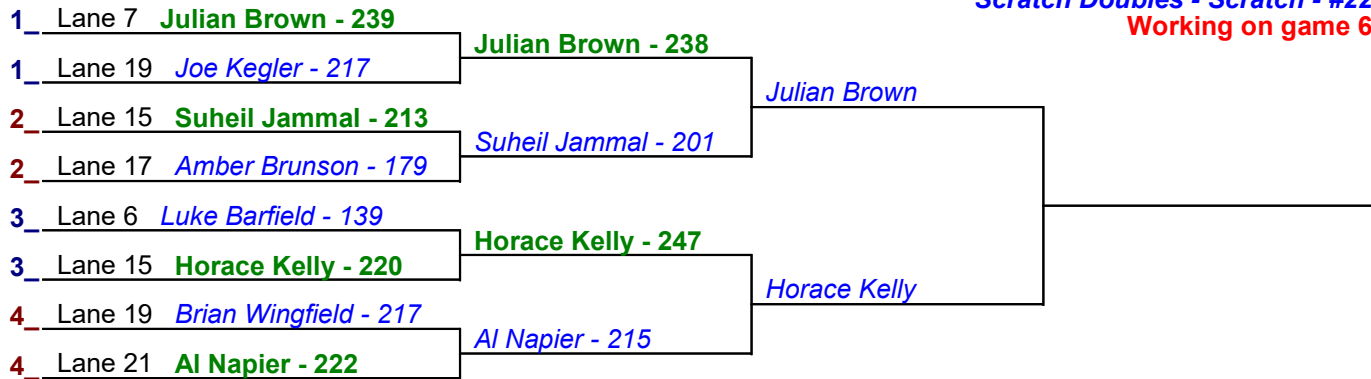 Scratch Doubles - Scratch - #22
Working on game 6
1_ Lane 7 Julian Brown - 239
Julian Brown - 238
1_ Lane 19 Joe Kegler - 217
Julian Brown
2_ Lane 15 Suheil Jammal - 213
Suheil Jammal - 201
2_ Lane 17 Amber Brunson - 179
3_ Lane 6 Luke Barfield - 139
Horace Kelly - 247
3_ Lane 15 Horace Kelly - 220
Horace Kelly
4_ Lane 19 Brian Wingfield - 217
Al Napier - 215
4_ Lane 21 Al Napier - 222